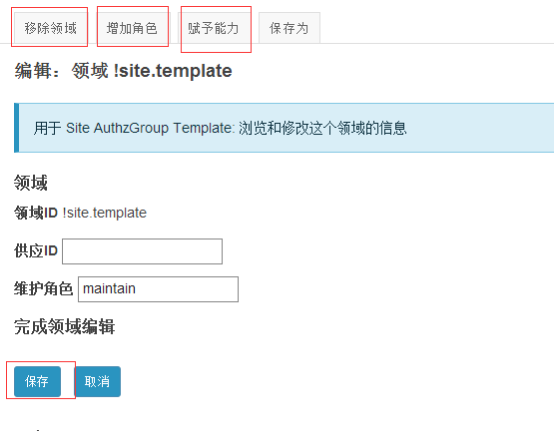 移除领域 增加角色 赋予能力 保存为
编辑：领域 !site.template
用于 Site AuthzGroup Template: 浏览和修改这个领域的信息
领域
领域ID !site.template
供应ID
维护角色 maintain
完成领域编辑
保存 取消